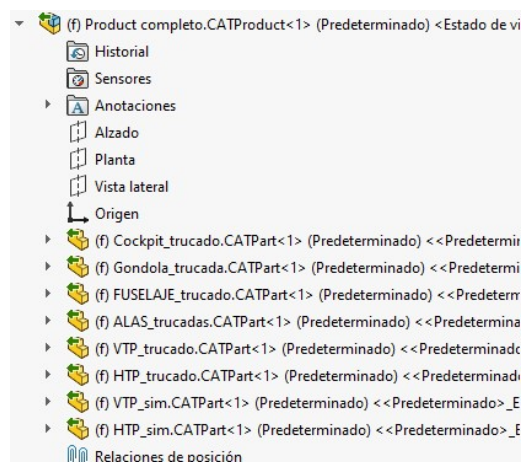 (f) Product completo.CATProduct<1> (Predeterminado) <Estado de vi
Historial
Sensores
A Anotaciones
Alzado
Planta
Vista lateral
Origen
(f) Cockpit_trucado.CATPart<1> (Predeterminado) <<Predetermin
(f) Gondola_trucada.CATPart<1> (Predeterminado) <<Predetermi
(f) FUSELAJE_trucado.CATPart<1> (Predeterminado) <<Predeterm
(f) ALAS_trucadas.CATPart<1> (Predeterminado) <<Predetermina
(f) VTP_trucado.CATPart<1> (Predeterminado) <<Predeterminado
(f) HTP_trucado.CATPart<1> (Predeterminado) <<Predeterminado
(f) VTP_sim.CATPart<1> (Predeterminado) <<Predeterminado>_E
(f) HTP_sim.CATPart<1> (Predeterminado) <<Predeterminado>_E
Relaciones de posición